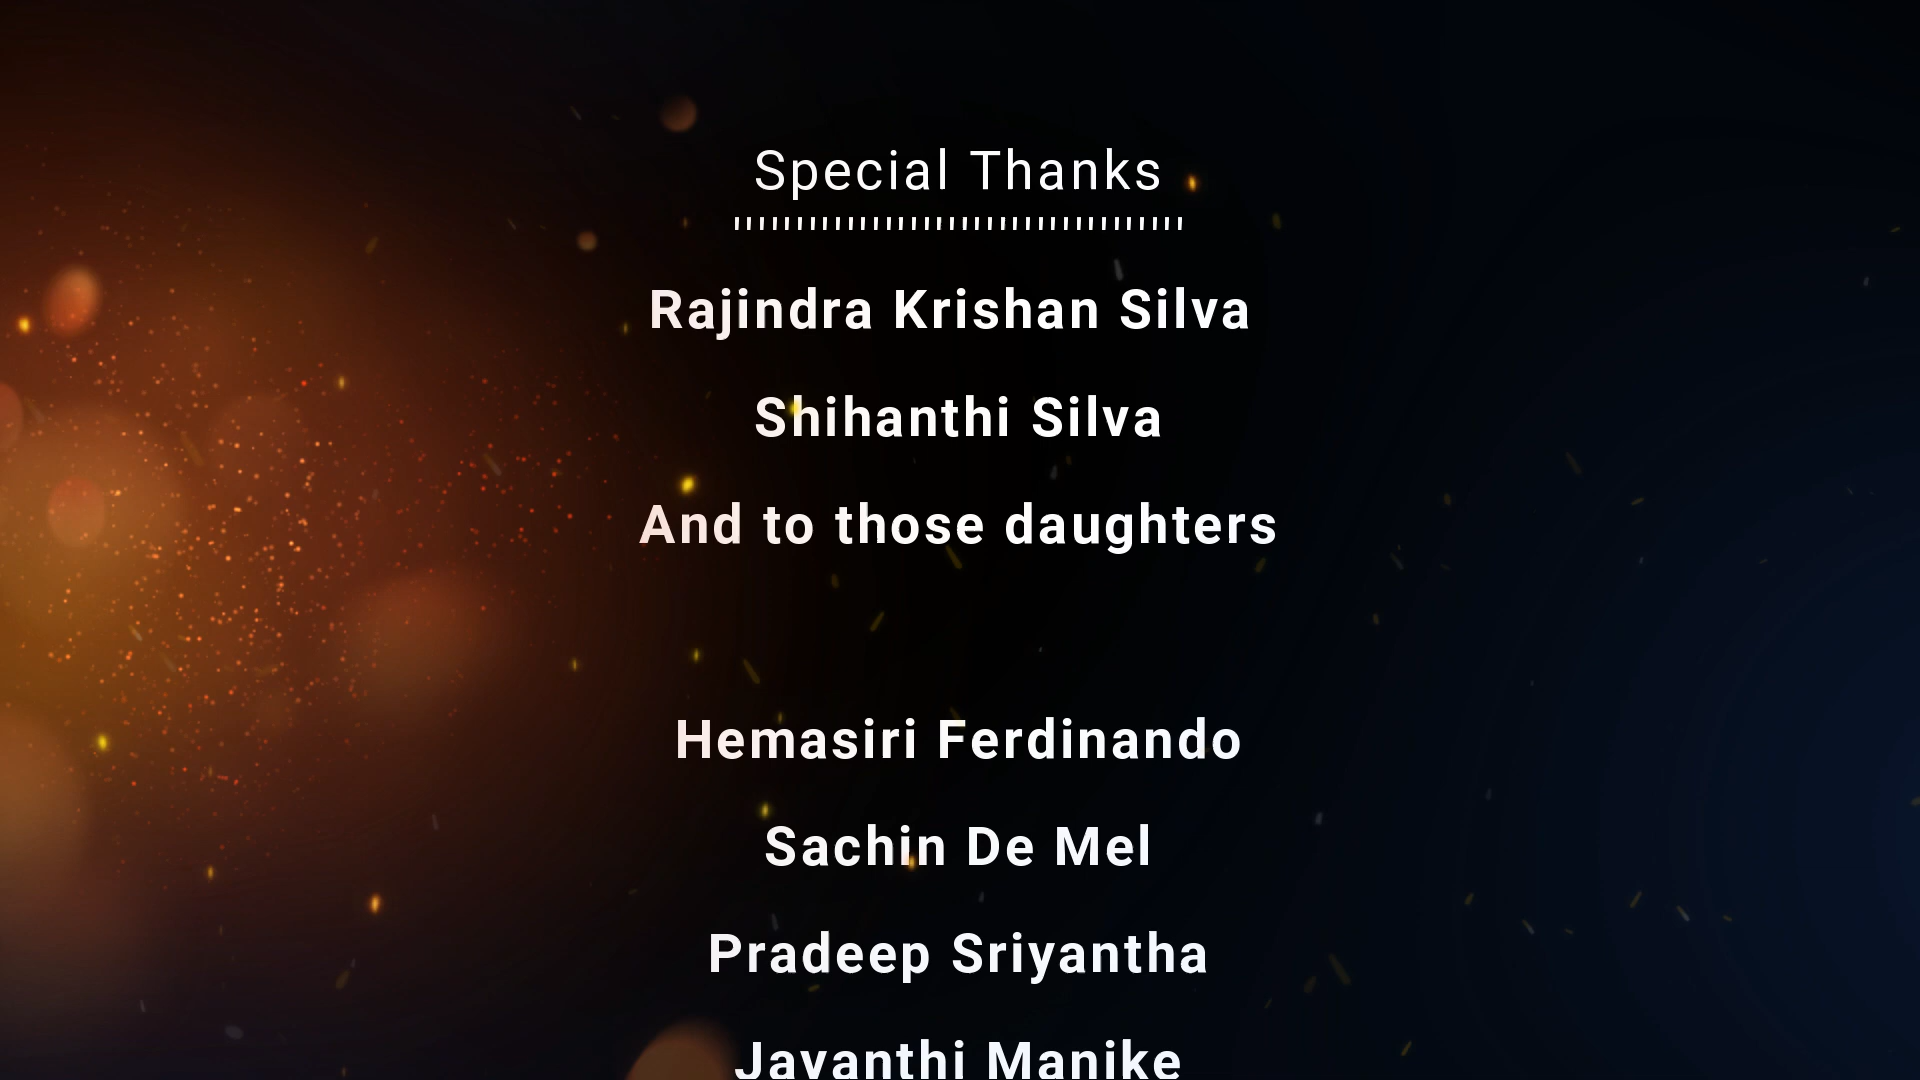 Special Thanks
Rajindra Krishan Silva
Shihanthi Silva
And to those daughters
Hemasiri Ferdinando
Sachin De Mel
Pradeep Sriyantha
Jayanthi Manike